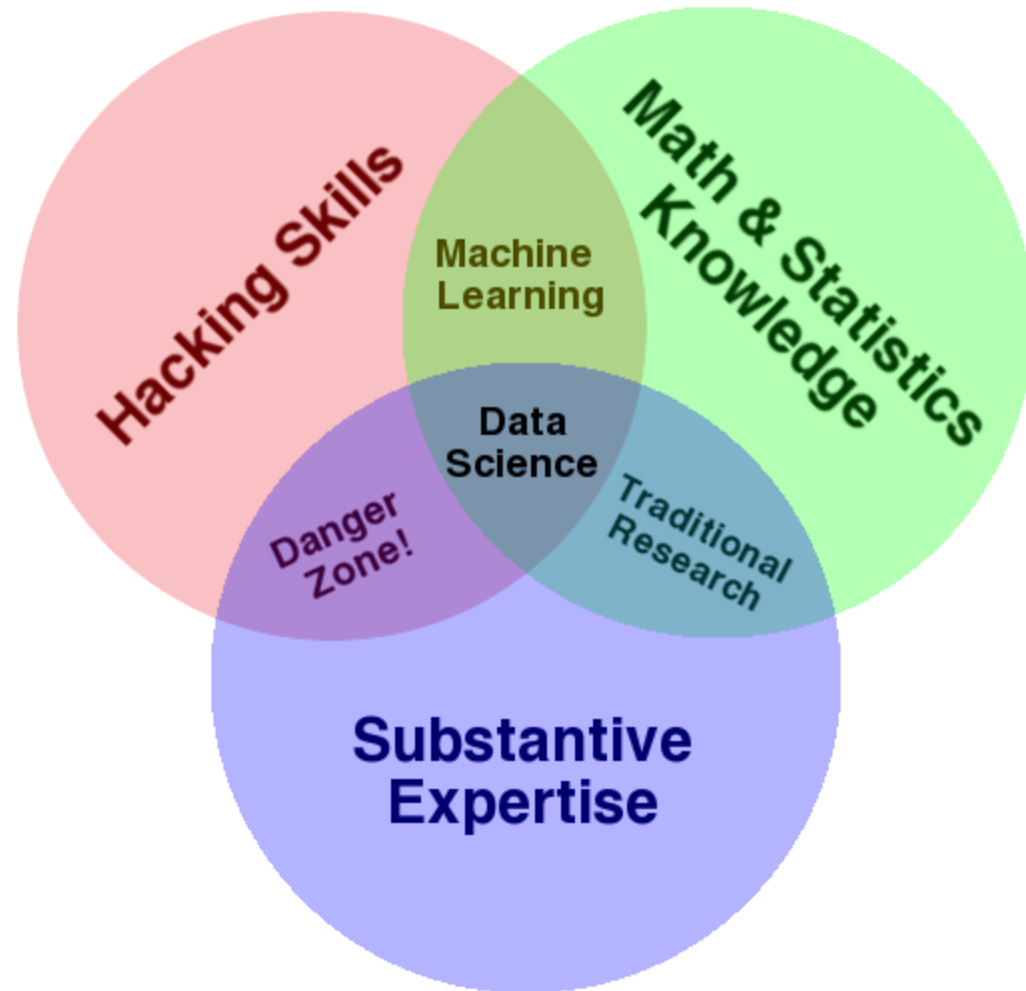 Hacking Skills
Math & Statistics
Knowledge
Machine
Learning
Data
Science
Danger
Zone!
Traditional
Research
Substantive
Expertise